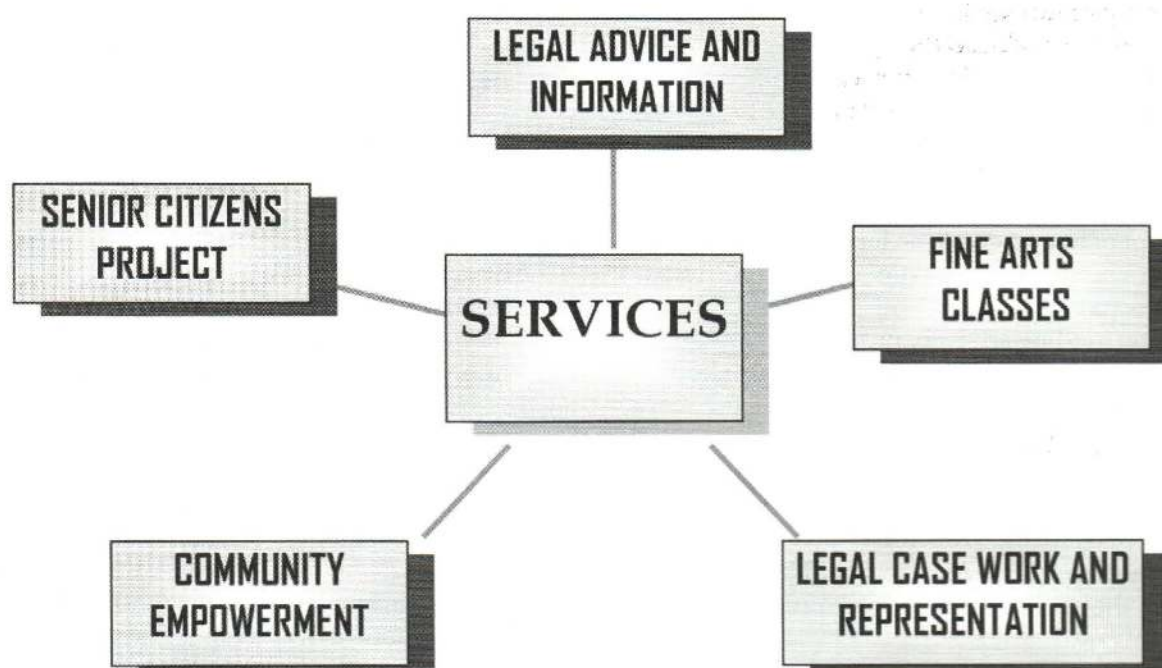 LEGAL ADVICE AND
INFORMATION
SENIOR CITIZENS
PROJECT
FINE ARTS
CLASSES
SERVICES
COMMUNITY
EMPOWERMENT
LEGAL CASE WORK AND
REPRESENTATION